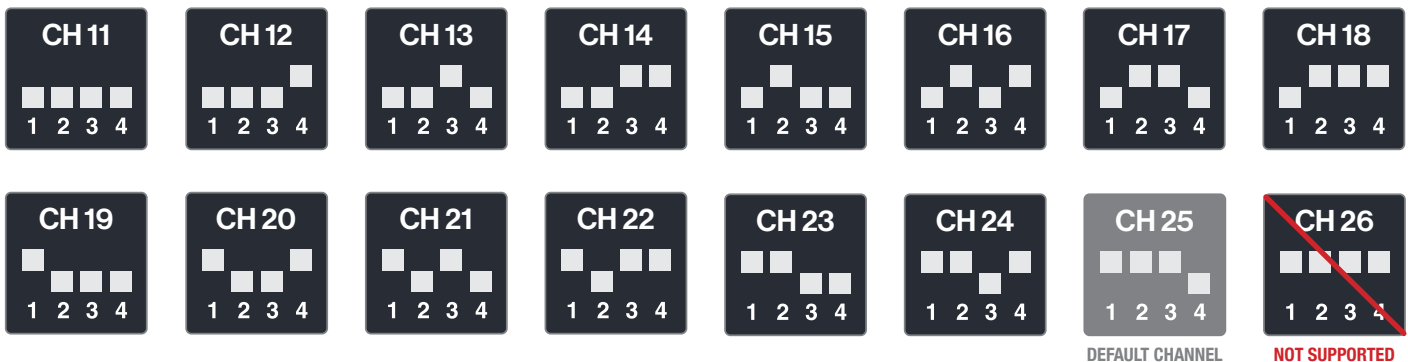 CH 11 CH 12 CH 13 CH 14 CH 15 CH 16 CH 17 CH 18
1 2 3 4 1 2 3 4 1 2 3 4 1 2 3 4 1 2 3 4 1 2 3 4 1 2 3 4 1 2 3 4
CH 19 CH 20 CH 21 CH 22 CH 23 CH 24 CH 25 CH 26
1 2 3 4 1 2 3 4 1 2 3 4 1 2 3 4 1 2 3 4 1 2 3 4 1 2 3 4 1 2 3 4
DEFAULT CHANNEL NOT SUPPORTED